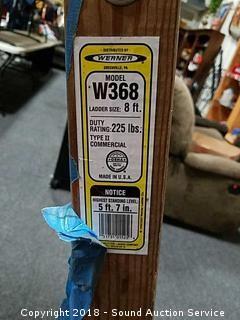 DISTRIBUTED BY
WERNER
GREENVILLE, PA
MODEL
W368
LADDER SIZE: 8 ft.
DUTY
RATING: 225 lbs.
TYPE II
COMMERCIAL
MADE IN U.S.A.
NOTICE
HIGHEST STANDING LEVEL
5 ft. 7 in.
Copyright 2018 - Sound Auction Service